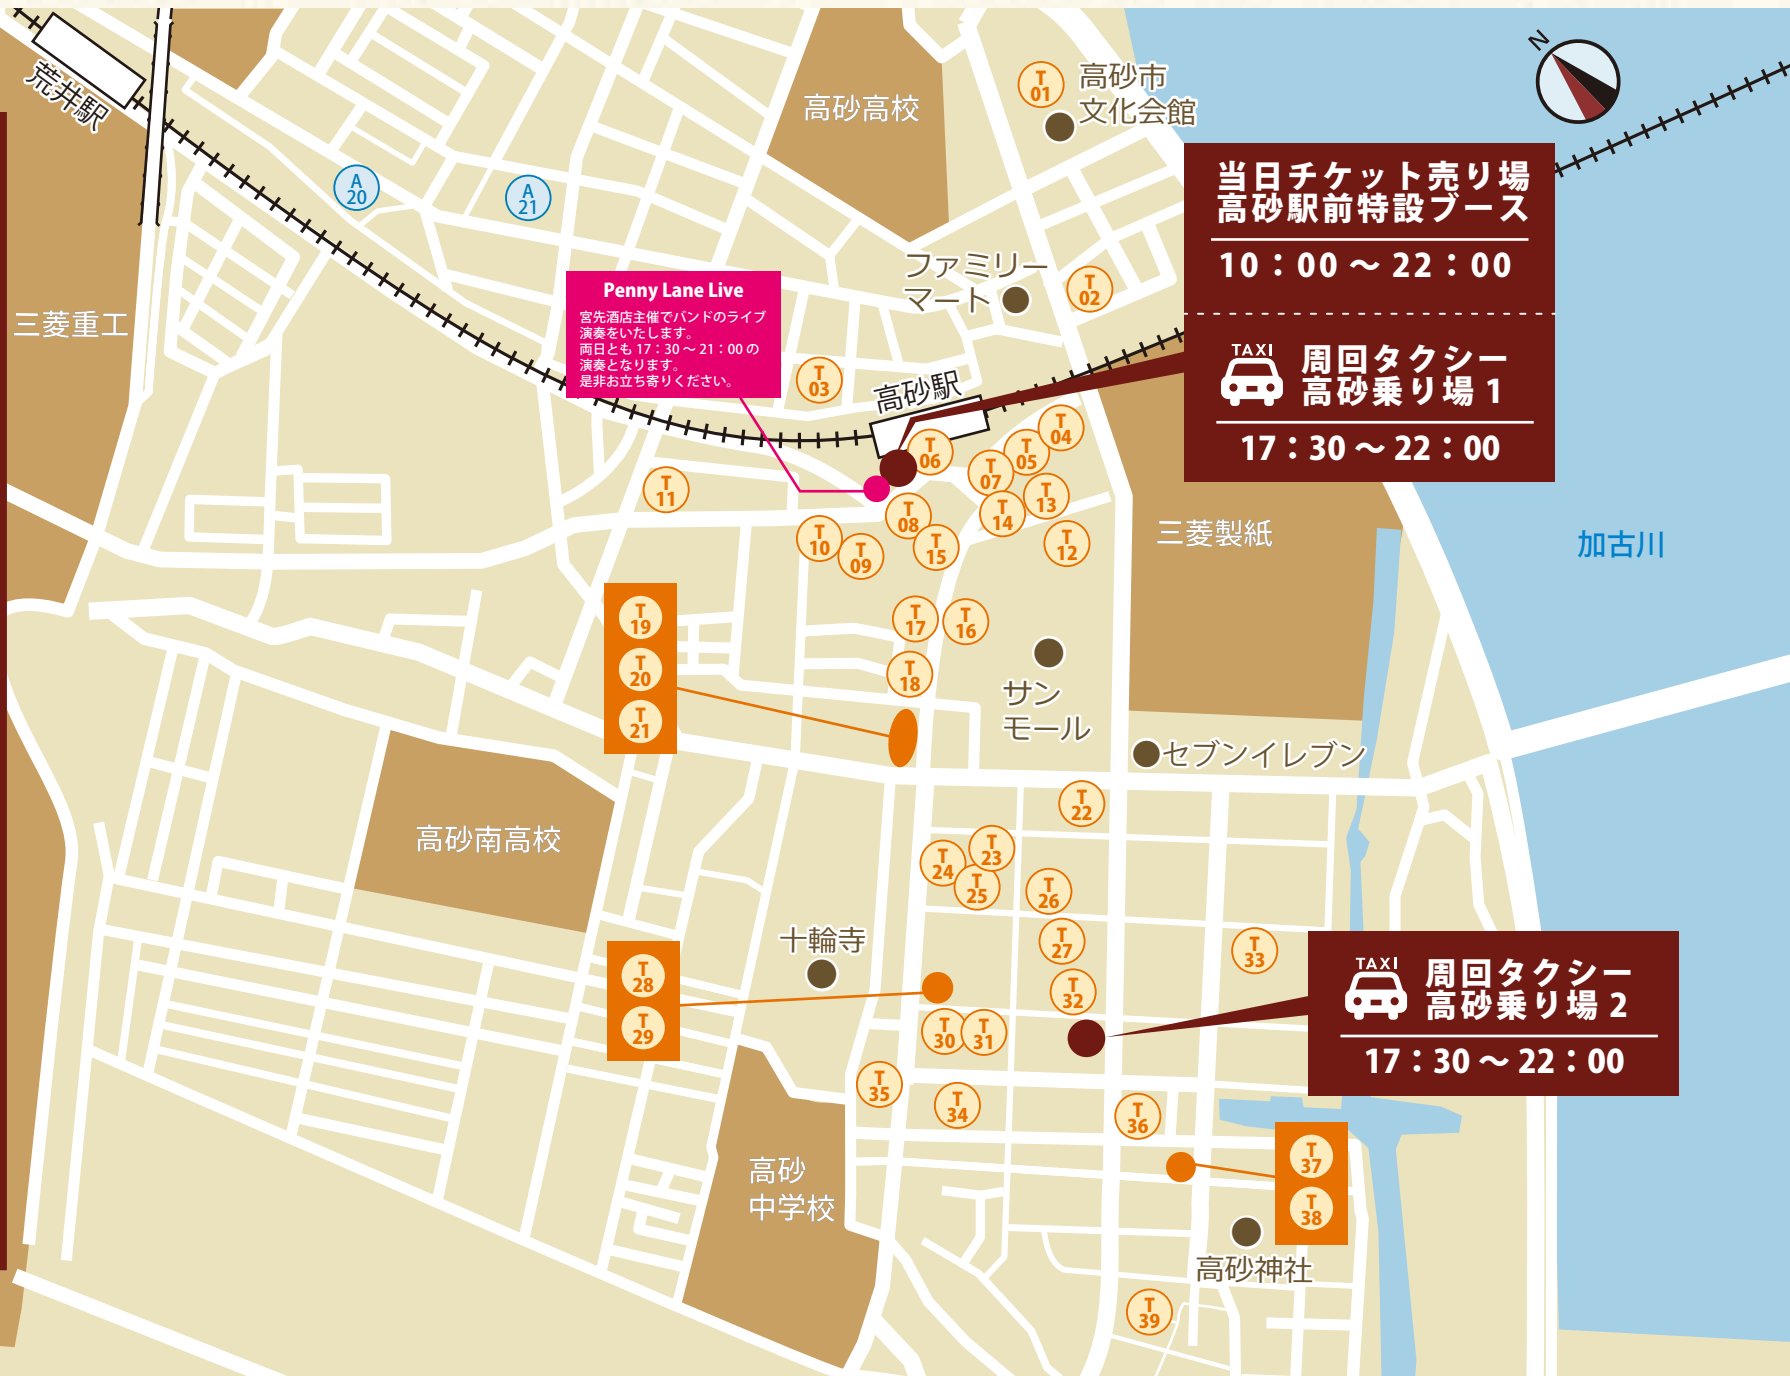 荒井駅
高砂高校
T
01
高砂市
文化会館
N
A
20
A
21
当日チケット売り場
高砂駅前特設ブース
10：00～22：00
TAXI
周回タクシー
高砂乗り場 1
17：30～22：00
ファミリー
マート
T
02
三菱重工
Penny Lane Live
宮先酒店主催でバンドのライブ
演奏をいたします。
両日とも 17：30～21：00 の
演奏となります。
是非お立ち寄りください。
T
03
高砂駅
T
04
T
05
T
06
T
07
T
11
T
08
T
13
T
14
T
10
T
09
T
15
T
12
三菱製紙
加古川
T
19
T
20
T
21
T
17
T
16
T
18
サン
モール
セブンイレブン
T
22
高砂南高校
T
23
T
24
T
25
T
26
T
27
T
33
十輪寺
T
28
T
29
T
32
T
30
T
31
TAXI
周回タクシー
高砂乗り場 2
17：30～22：00
T
35
T
34
T
36
T
37
T
38
高砂
中学校
高砂神社
T
39